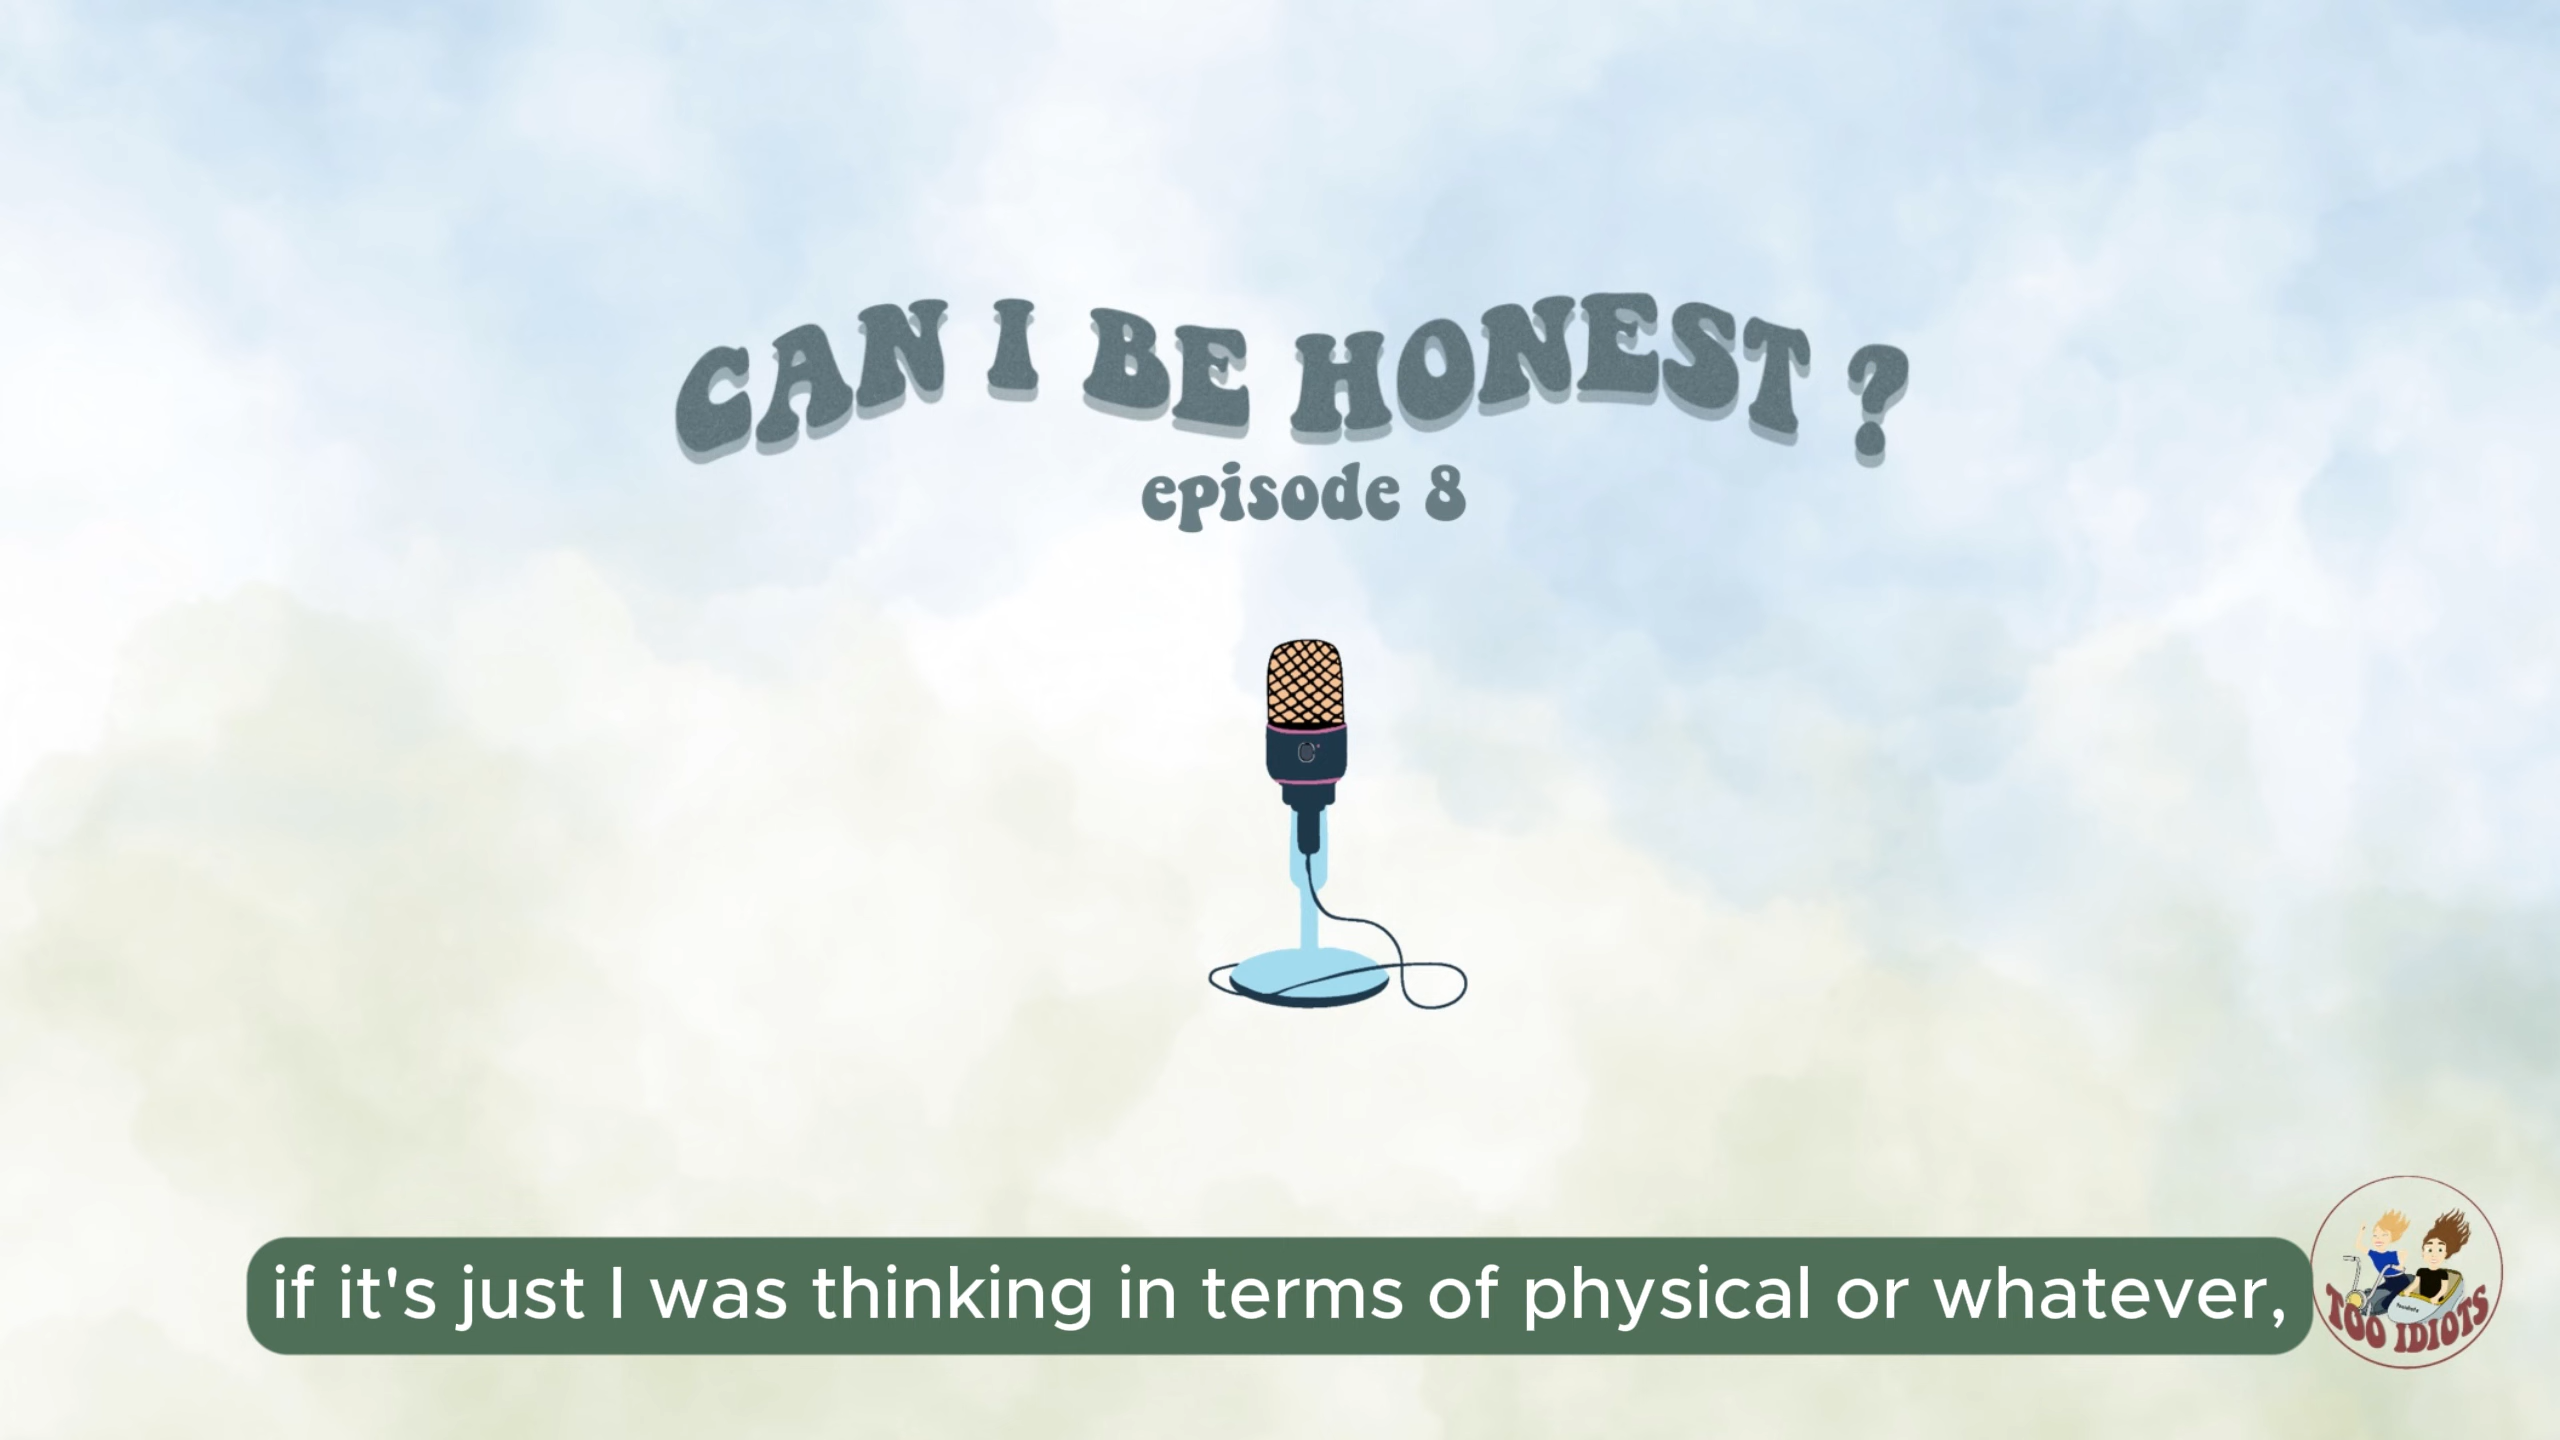 CAN I BE HONEST ?
episode 8
if it's just I was thinking in terms of physical or whatever,
TOO IDIOTS